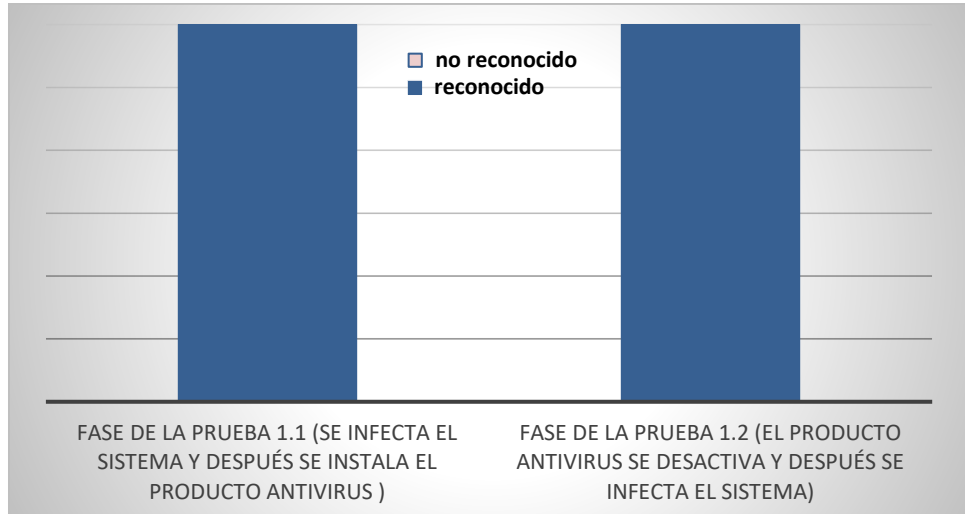 no reconocido
reconocido
FASE DE LA PRUEBA 1.1 (SE INFECTA EL
SISTEMA Y DESPUÉS SE INSTALA EL
PRODUCTO ANTIVIRUS )
FASE DE LA PRUEBA 1.2 (EL PRODUCTO
ANTIVIRUS SE DESACTIVA Y DESPUÉS SE
INFECTA EL SISTEMA)